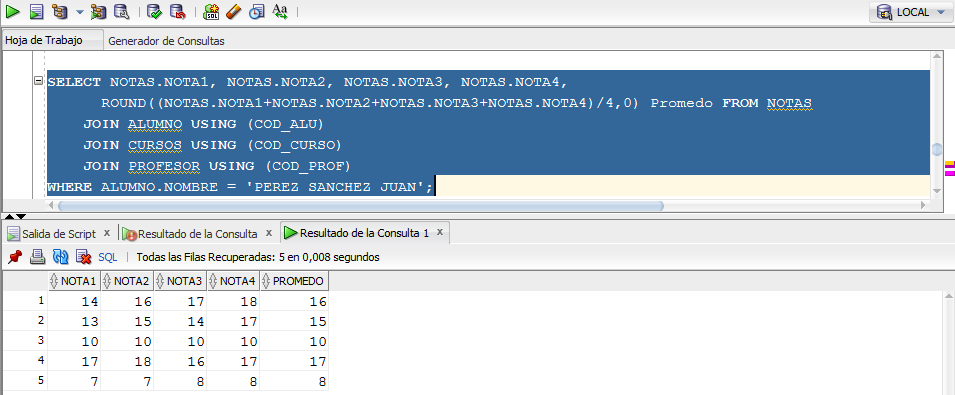 LOCAL
Hoja de Trabajo Generador de Consultas
SELECT NOTAS.NOTA1, NOTAS.NOTA2, NOTAS.NOTA3, NOTAS.NOTA4,
ROUND((NOTAS.NOTA1+NOTAS.NOTA2+NOTAS.NOTA3+NOTAS.NOTA4)/4,0) Promedo FROM NOTAS
JOIN ALUMNO USING (COD_ALU)
JOIN CURSOS USING (COD_CURSO)
JOIN PROFESOR USING (COD_PROF)
WHERE ALUMNO.NOMBRE = 'PEREZ SANCHEZ JUAN';
Salida de Script x Resultado de la Consulta x Resultado de la Consulta 1 x
SQL Todas las Filas Recuperadas: 5 en 0,008 segundos
NOTA1 NOTA2 NOTA3 NOTA4 PROMEDO
1 14 16 17 18 16
2 13 15 14 17 15
3 10 10 10 10 10
4 17 18 16 17 17
5 7 7 8 8 8